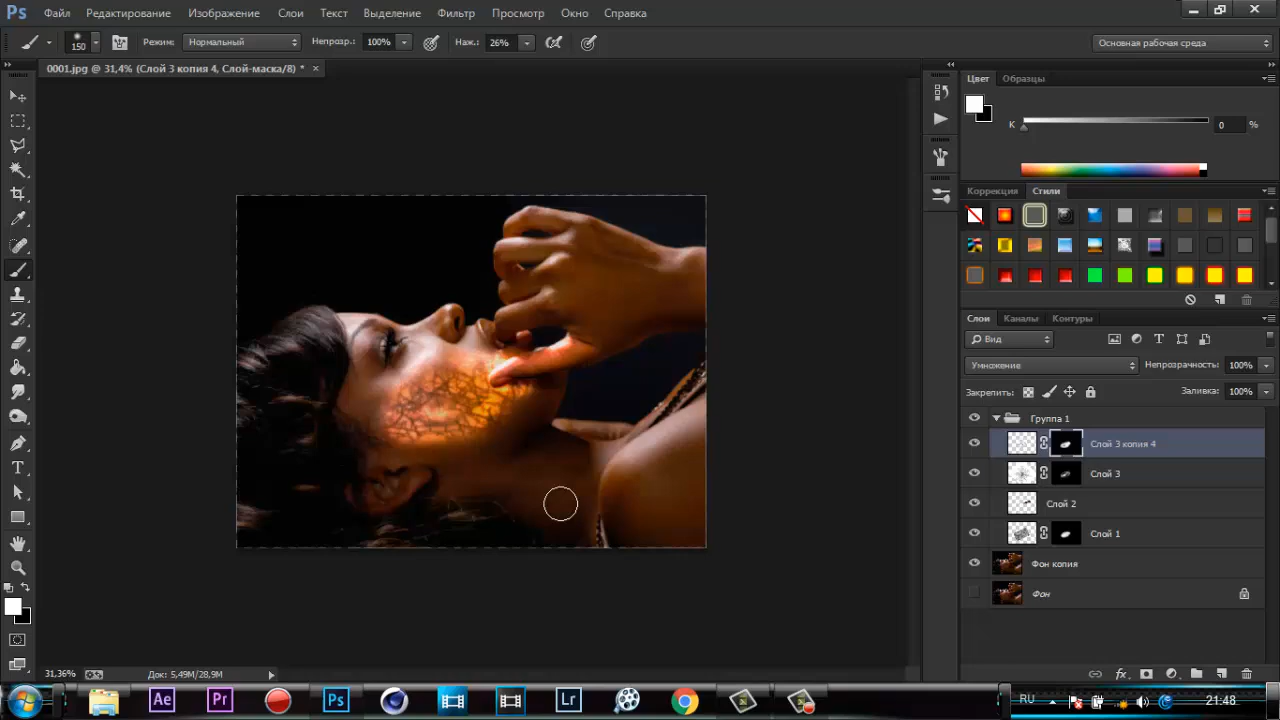 Ps Файл Редактирование Изображение Слои Текст Выделение Фильтр Просмотр Окно Справка
150 Режим: Нормальный Непрозр.: 100% Наж.: 26% Основная рабочая среда
0001.jpg @ 31,4% (Слой 3 копия 4, Слой-маска/8) * ×
Цвет Образцы
K 0 %
Коррекция Стили
Слои Каналы Контуры
Вид
Умножение Непрозрачность: 100%
Закрепить: Заливка: 100%
Группа 1
Слой 3 копия 4
Слой 3
Слой 2
Слой 1
Фон копия
Фон
31,36% Док: 5,49M/28,9M
Ae Pr Ps Lr RU 21:48